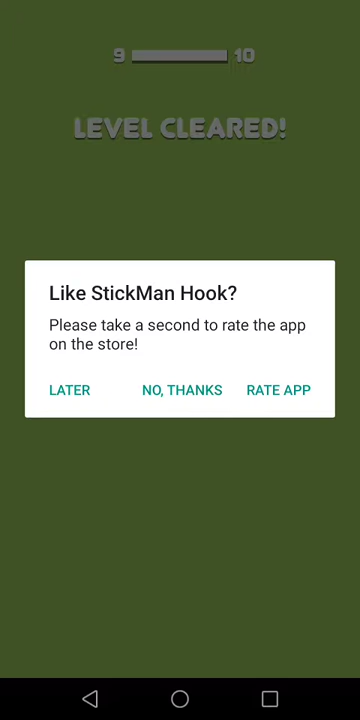 9 10
LEVEL CLEARED!
Like StickMan Hook?
Please take a second to rate the app
on the store!
LATER NO, THANKS RATE APP